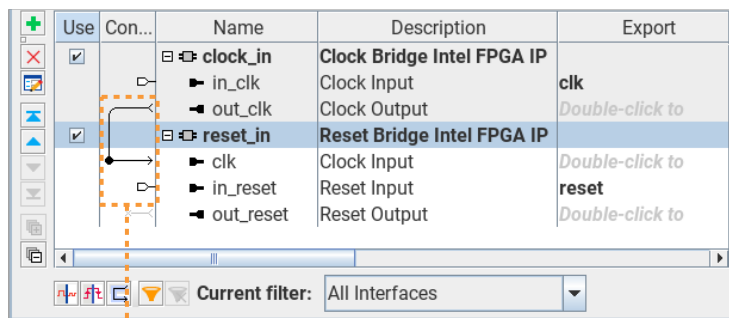 Use Con... Name Description Export
clock_in Clock Bridge Intel FPGA IP
in_clk Clock Input clk
out_clk Clock Output Double-click to
reset_in Reset Bridge Intel FPGA IP
clk Clock Input Double-click to
in_reset Reset Input reset
out_reset Reset Output Double-click to
Current filter: All Interfaces